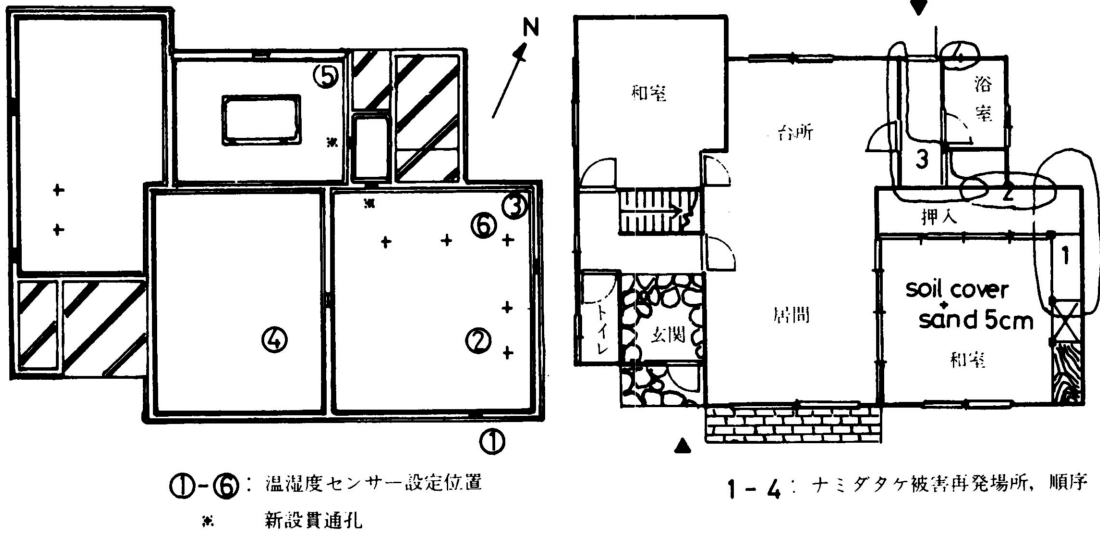 N
⑤
③
⑥
④
②
①
①-⑥: 温湿度センサー設定位置
※ 新設貫通孔
和室
台所
浴室
4
3
2
押入
1
soil cover
+
sand 5cm
和室
居間
玄関
トイレ
1-4: ナミダタケ被害再発場所, 順序